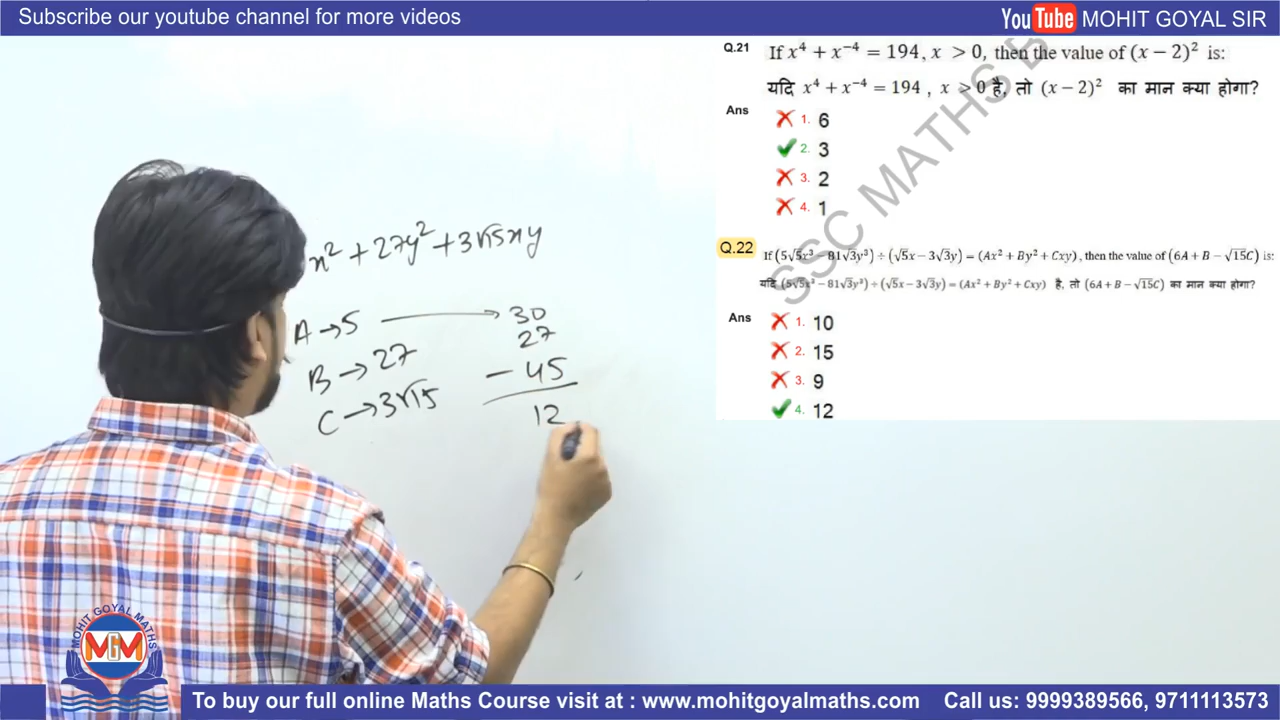 Subscribe our youtube channel for more videos
YouTube MOHIT GOYAL SIR
Q.21 If x⁴ + x⁻⁴ = 194, x > 0, then the value of (x − 2)² is:
यदि x⁴ + x⁻⁴ = 194 , x > 0 है, तो (x − 2)² का मान क्या होगा?
Ans
1. 6
2. 3
3. 2
4. 1
SSC MATHS B
Q.22 If (5√5x³ − 81√3y³) ÷ (√5x − 3√3y) = (Ax² + By² + Cxy), then the value of (6A + B − √15C) is:
यदि (5√5x³ − 81√3y³) ÷ (√5x − 3√3y) = (Ax² + By² + Cxy) है, तो (6A + B − √15C) का मान क्या होगा?
Ans
1. 10
2. 15
3. 9
4. 12
x² + 27y² + 3√15xy
A → 5 → 30
B → 27 27
C → 3√15 − 45
12
MOHIT GOYAL MATHS
MGM
To buy our full online Maths Course visit at : www.mohitgoyalmaths.com Call us: 9999389566, 9711113573